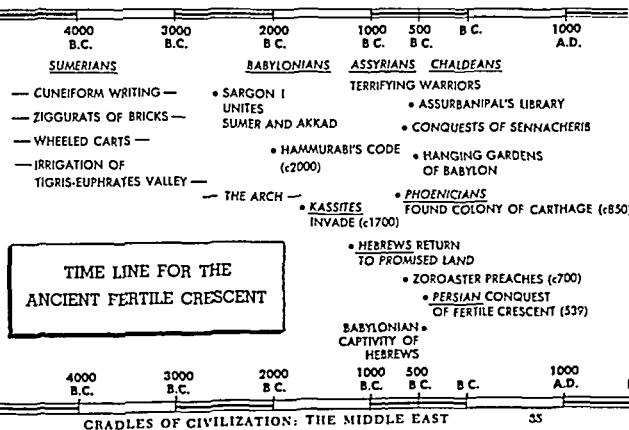 4000 3000 2000 1000 500 B C. 1000
B.C. B.C. B C. B C. B C. A.D.
SUMERIANS BABYLONIANS ASSYRIANS CHALDEANS
TERRIFYING WARRIORS
— CUNEIFORM WRITING —
— ZIGGURATS OF BRICKS —
— WHEELED CARTS —
— IRRIGATION OF
TIGRIS-EUPHRATES VALLEY —
• SARGON I
UNITES
SUMER AND AKKAD
• HAMMURABI'S CODE
(c2000)
— THE ARCH —
• KASSITES
INVADE (c1700)
• ASSURBANIPAL'S LIBRARY
• CONQUESTS OF SENNACHERIB
• HANGING GARDENS
OF BABYLON
• PHOENICIANS
FOUND COLONY OF CARTHAGE (c850)
• HEBREWS RETURN
TO PROMISED LAND
• ZOROASTER PREACHES (c700)
• PERSIAN CONQUEST
OF FERTILE CRESCENT (539)
BABYLONIAN •
CAPTIVITY OF
HEBREWS
TIME LINE FOR THE
ANCIENT FERTILE CRESCENT
4000 3000 2000 1000 500 B C. 1000
B.C. B.C. B C. B C. B C. A.D.
CRADLES OF CIVILIZATION: THE MIDDLE EAST 35